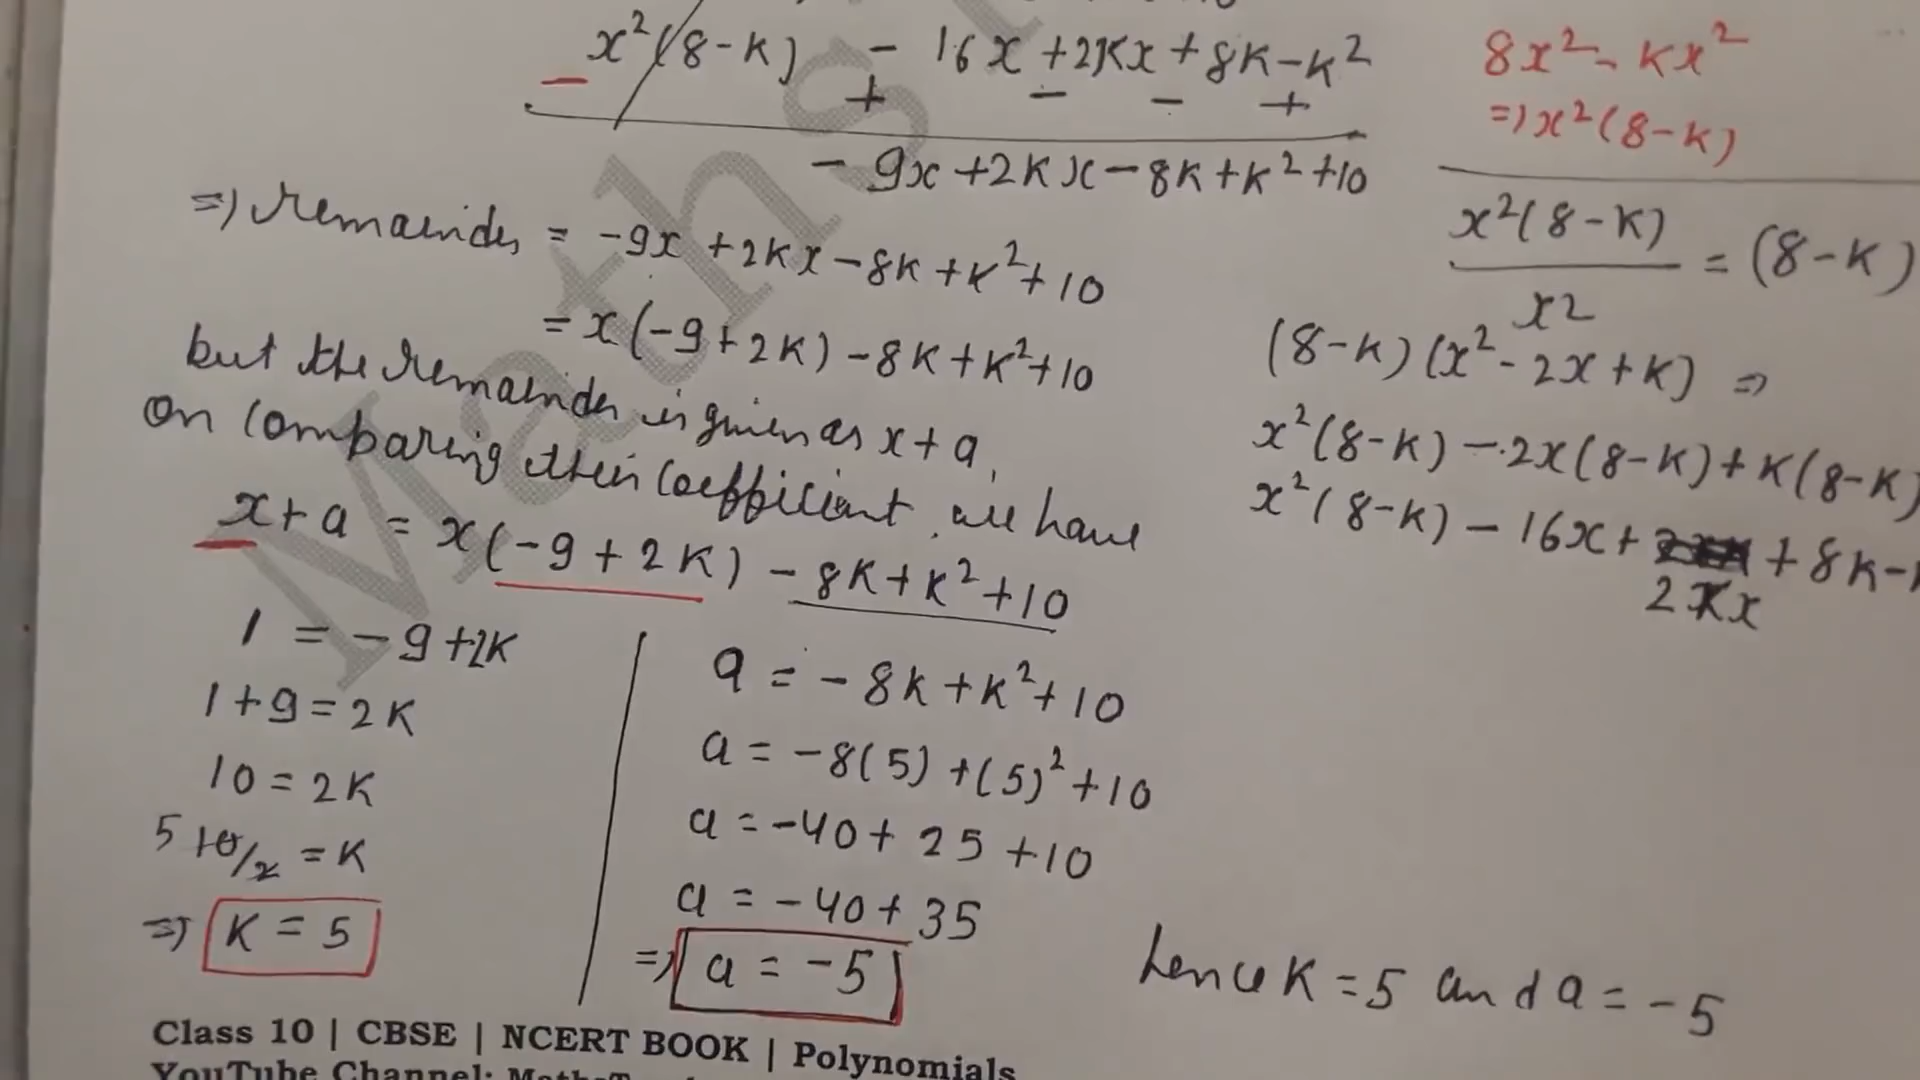 x²(8-K) - 16x +2Kx + 8K-K²
- + - - +
- 9x +2Kx - 8K+K²+10
⇒ remainder = -9x +2Kx - 8K+K²+10
= x(-9+2K) - 8K+K²+10
but the remainder is given as x+a,
on comparing their coefficient, we have
x+a = x(-9+2K) - 8K+K²+10
1 = -9+2K
1+9=2K
10=2K
5 10/2 = K
⇒ K = 5
a = -8K+K²+10
a = -8(5) +(5)²+10
a = -40+ 25 +10
a = -40+ 35
⇒ a = -5
8x² - Kx²
⇒ x²(8-K)
x²(8-K) = (8-K)
x2
(8-K) (x²- 2x+K) ⇒
x²(8-K) - 2x(8-K)+K(8-K)
x²(8-K) - 16x+ + 8K-
2Kx
hence K=5 and a = -5
Class 10 | CBSE | NCERT BOOK | Polynomials
YouTube Channel:
Maths